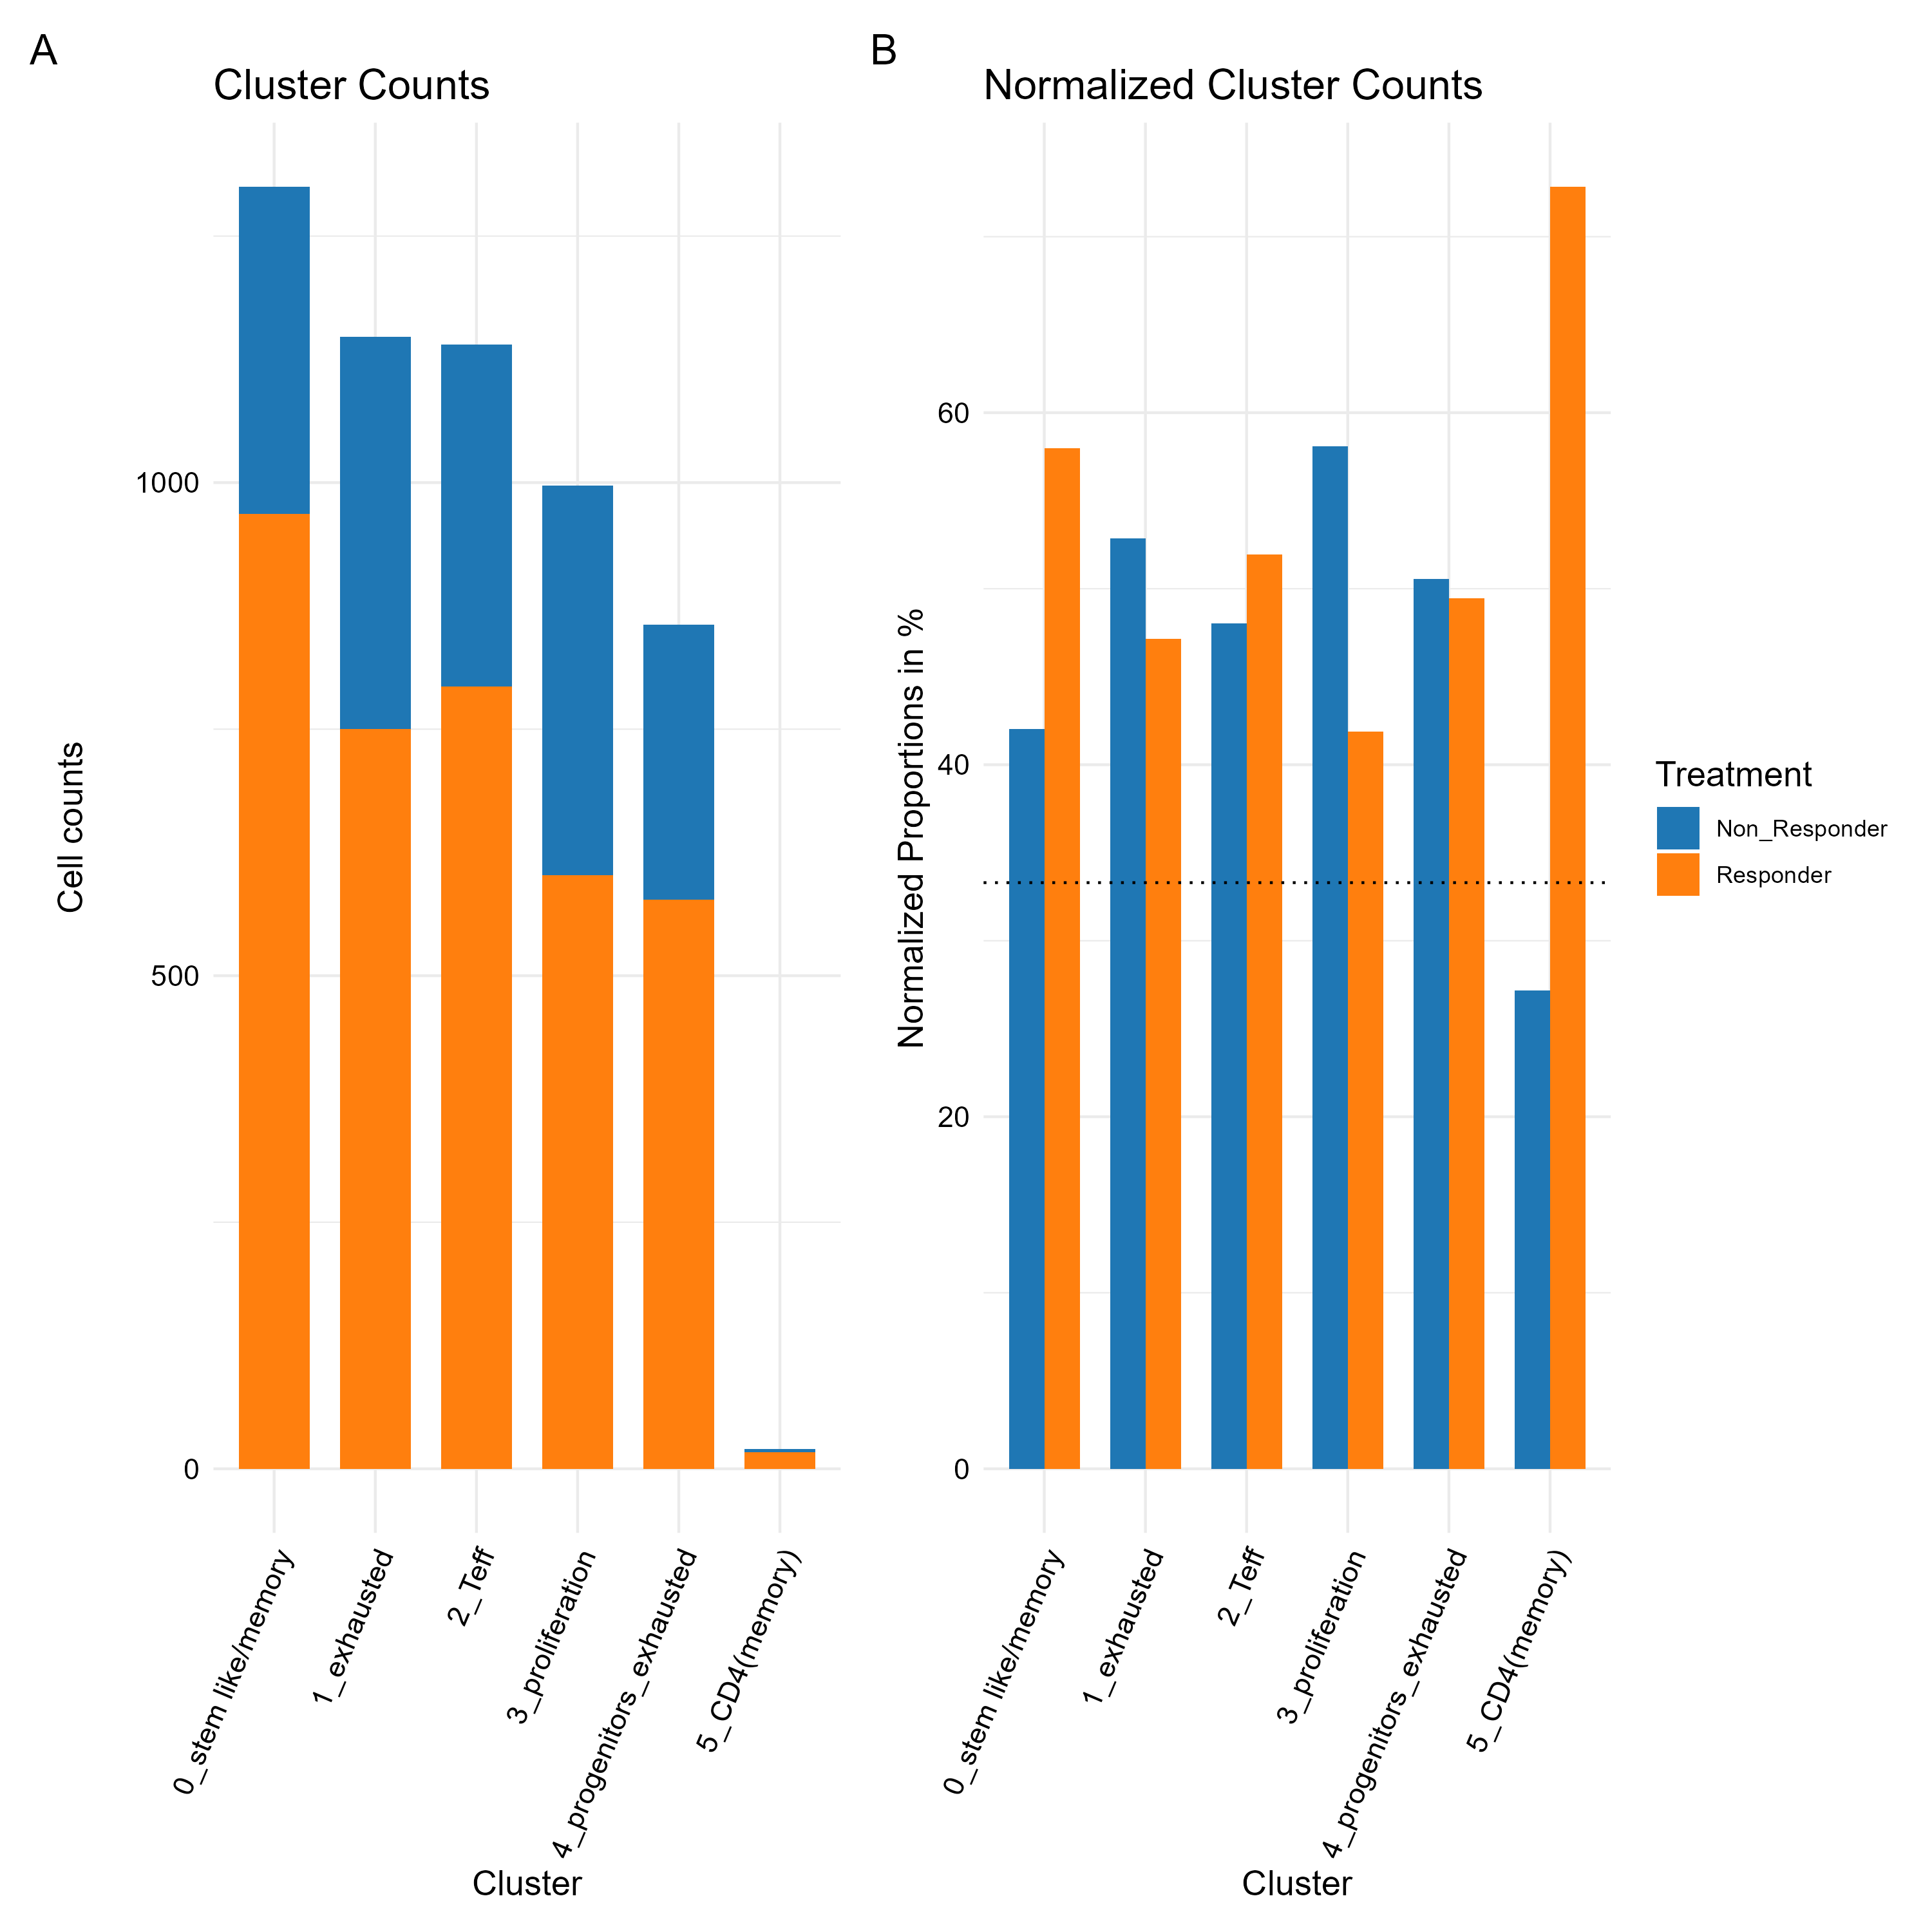 A
Cluster Counts
Cell counts
1000
500
0
0_stem like/memory
1_exhausted
2_Teff
3_proliferation
4_progenitors_exhausted
5_CD4(memory)
Cluster
B
Normalized Cluster Counts
Normalized Proportions in %
60
40
20
0
0_stem like/memory
1_exhausted
2_Teff
3_proliferation
4_progenitors_exhausted
5_CD4(memory)
Cluster
Treatment
Non_Responder
Responder